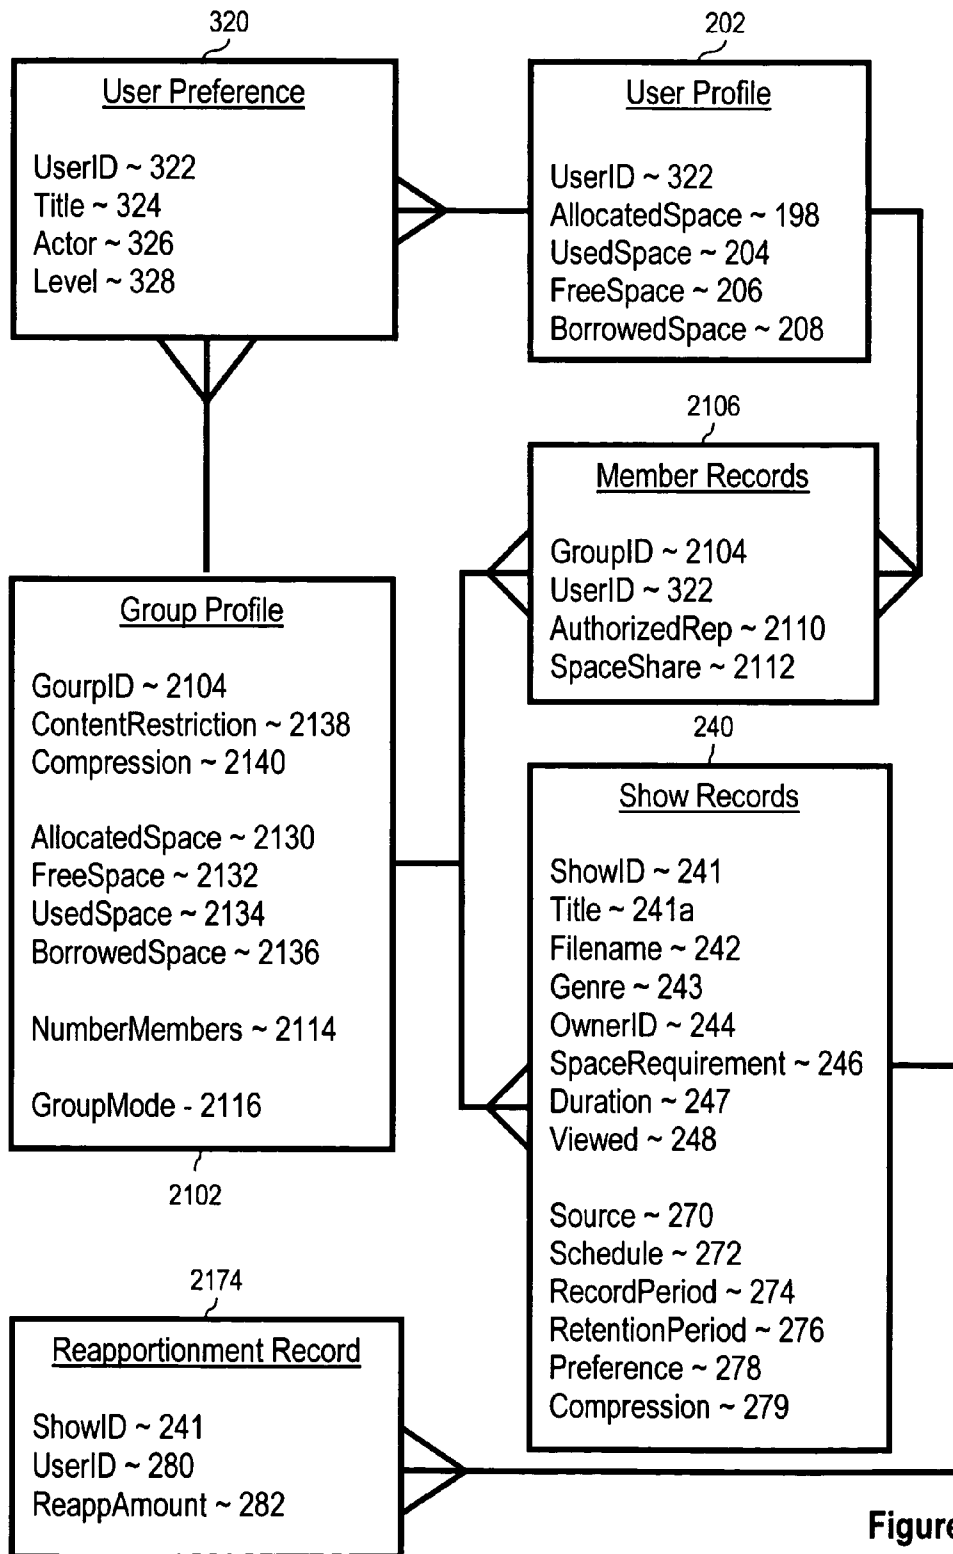 320
User Preference
UserID ~ 322
Title ~ 324
Actor ~ 326
Level ~ 328
202
User Profile
UserID ~ 322
AllocatedSpace ~ 198
UsedSpace ~ 204
FreeSpace ~ 206
BorrowedSpace ~ 208
2106
Member Records
GroupID ~ 2104
UserID ~ 322
AuthorizedRep ~ 2110
SpaceShare ~ 2112
Group Profile
GourpID ~ 2104
ContentRestriction ~ 2138
Compression ~ 2140
AllocatedSpace ~ 2130
FreeSpace ~ 2132
UsedSpace ~ 2134
BorrowedSpace ~ 2136
NumberMembers ~ 2114
GroupMode - 2116
2102
240
Show Records
ShowID ~ 241
Title ~ 241a
Filename ~ 242
Genre ~ 243
OwnerID ~ 244
SpaceRequirement ~ 246
Duration ~ 247
Viewed ~ 248
Source ~ 270
Schedule ~ 272
RecordPeriod ~ 274
RetentionPeriod ~ 276
Preference ~ 278
Compression ~ 279
2174
Reapportionment Record
ShowID ~ 241
UserID ~ 280
ReappAmount ~ 282
Figure